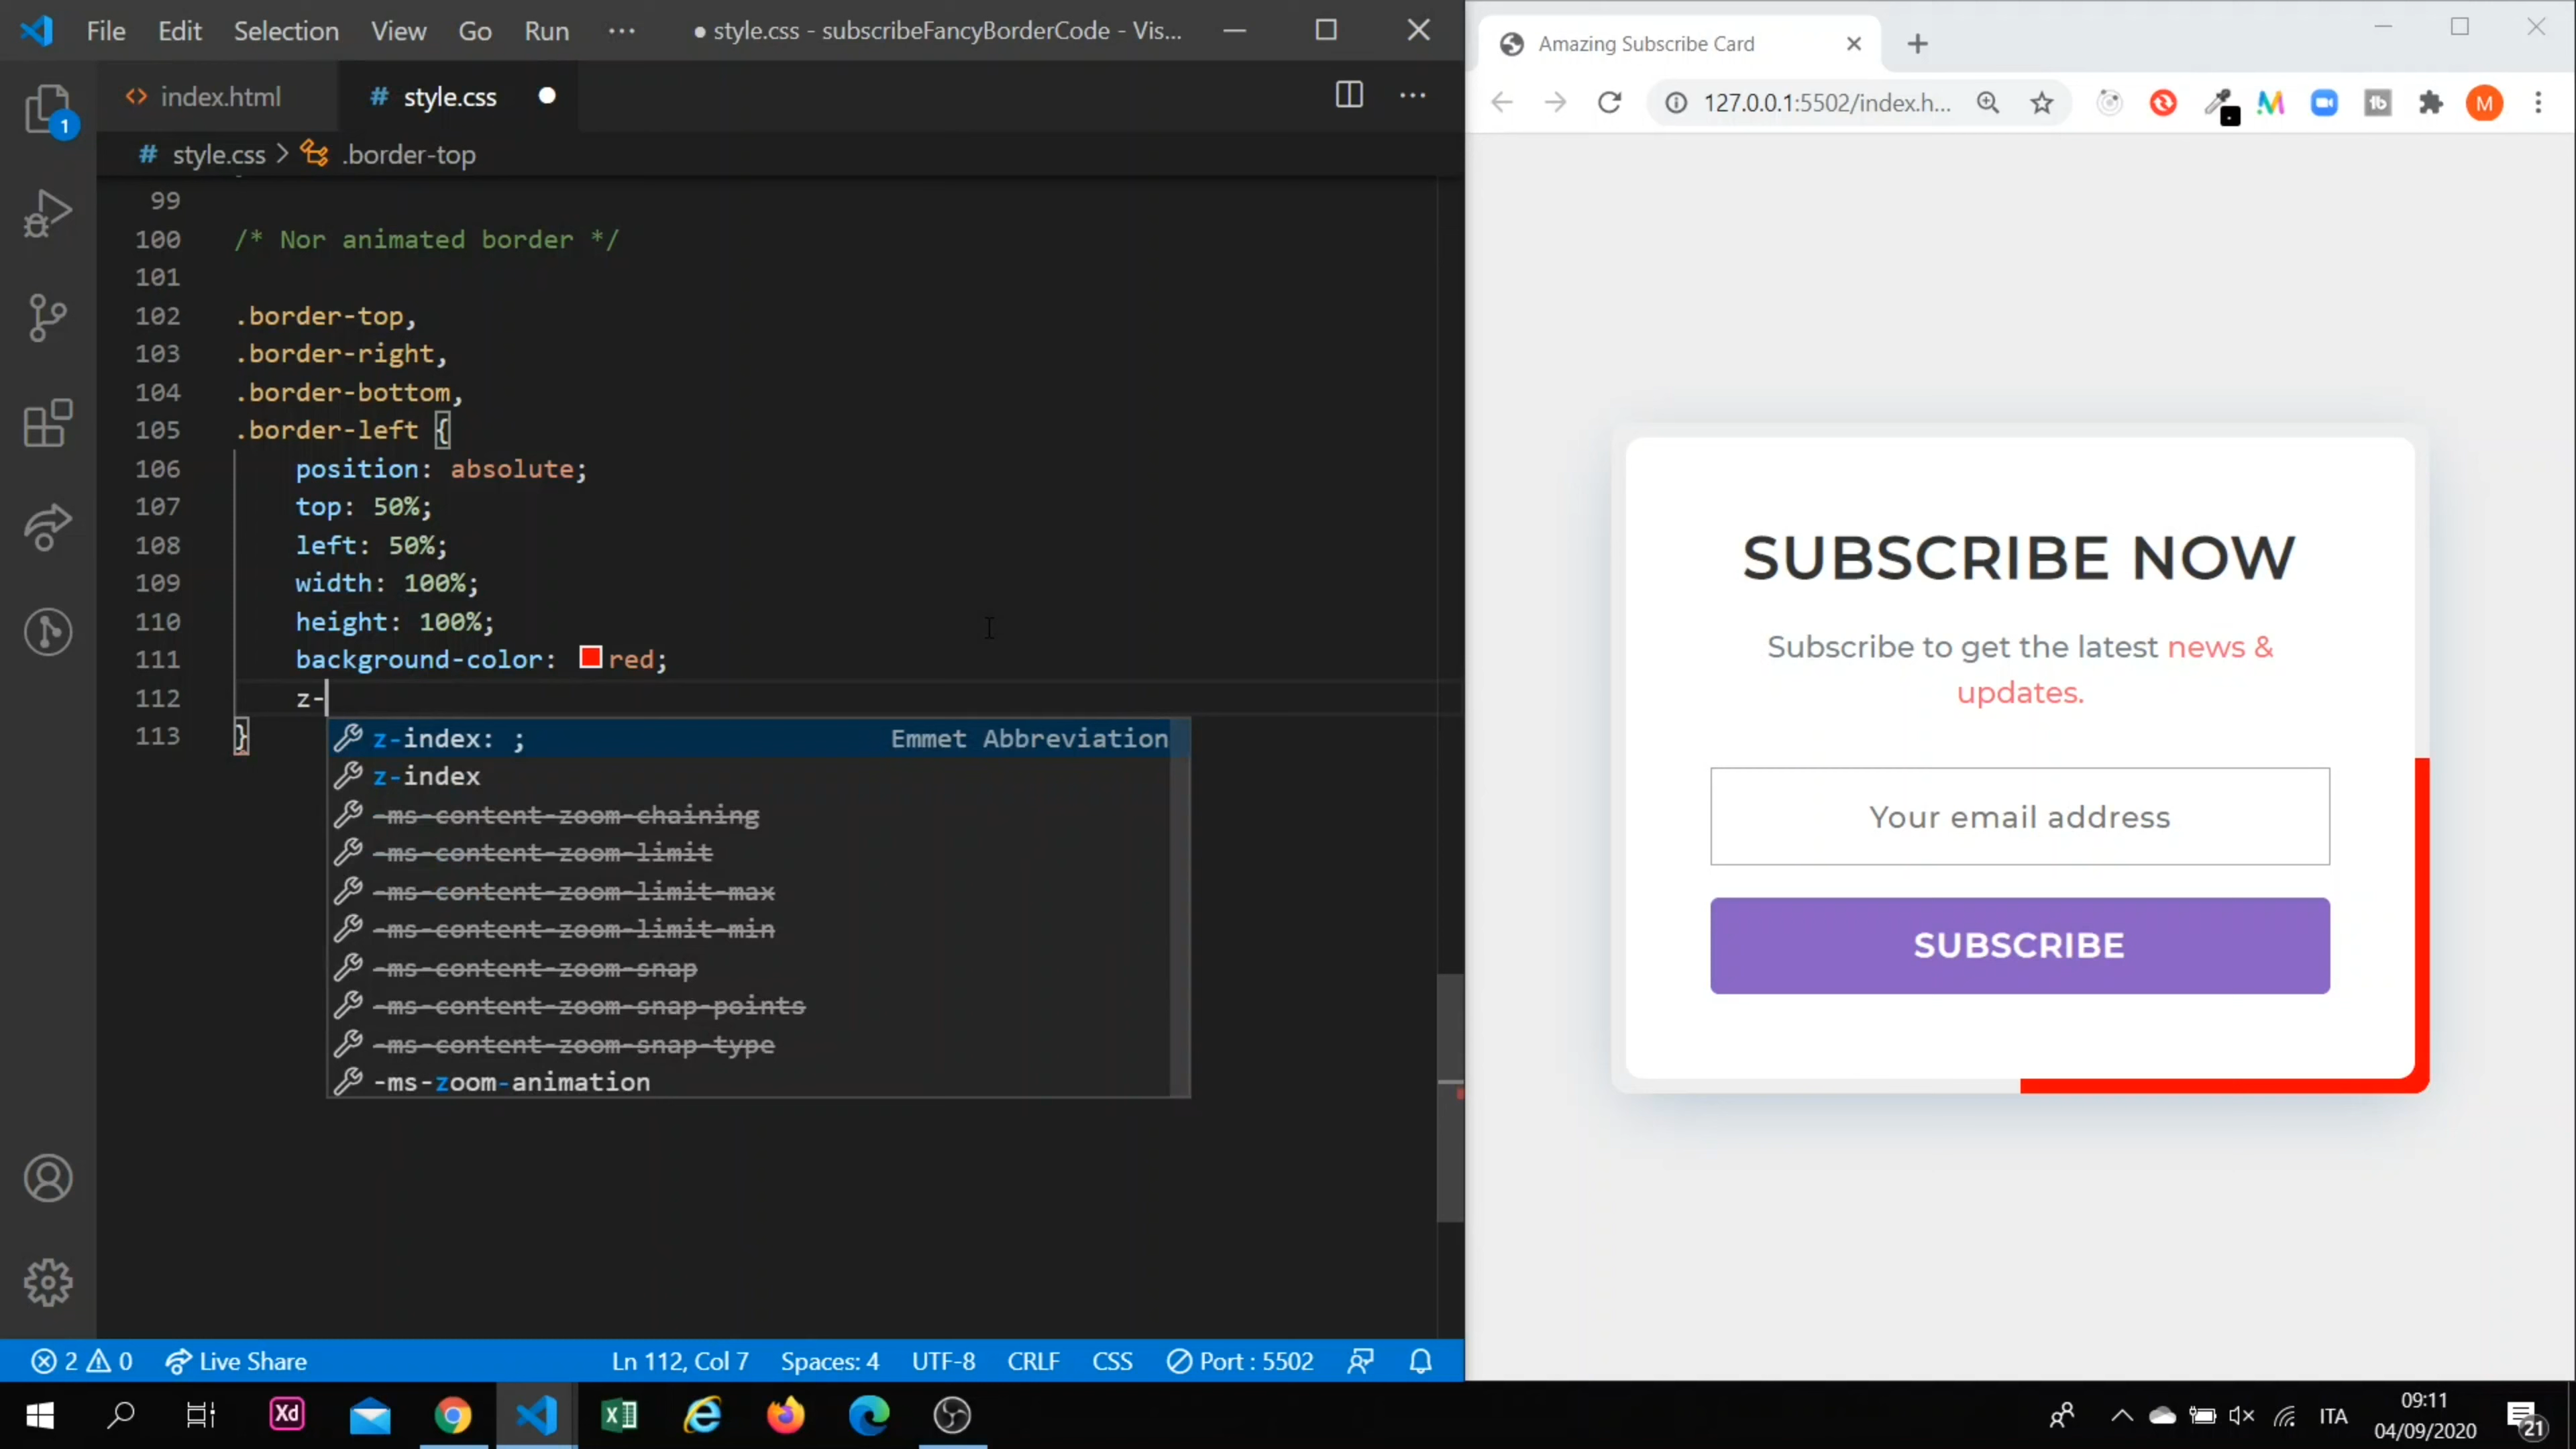 File Edit Selection View Go Run ··· ● style.css - subscribeFancyBorderCode - Vis...
index.html # style.css
# style.css > .border-top
99
100 /* Nor animated border */
101
102 .border-top,
103 .border-right,
104 .border-bottom,
105 .border-left {
106 position: absolute;
107 top: 50%;
108 left: 50%;
109 width: 100%;
110 height: 100%;
111 background-color: red;
112 z-
113 }
z-index: ; Emmet Abbreviation
z-index
-ms-content-zoom-chaining
-ms-content-zoom-limit
-ms-content-zoom-limit-max
-ms-content-zoom-limit-min
-ms-content-zoom-snap
-ms-content-zoom-snap-points
-ms-content-zoom-snap-type
-ms-zoom-animation
1
2 0 Live Share Ln 112, Col 7 Spaces: 4 UTF-8 CRLF CSS Port : 5502
Amazing Subscribe Card
127.0.0.1:5502/index.h...
M
SUBSCRIBE NOW
Subscribe to get the latest news &
updates.
Your email address
SUBSCRIBE
Xd
ITA
09:11
04/09/2020
21